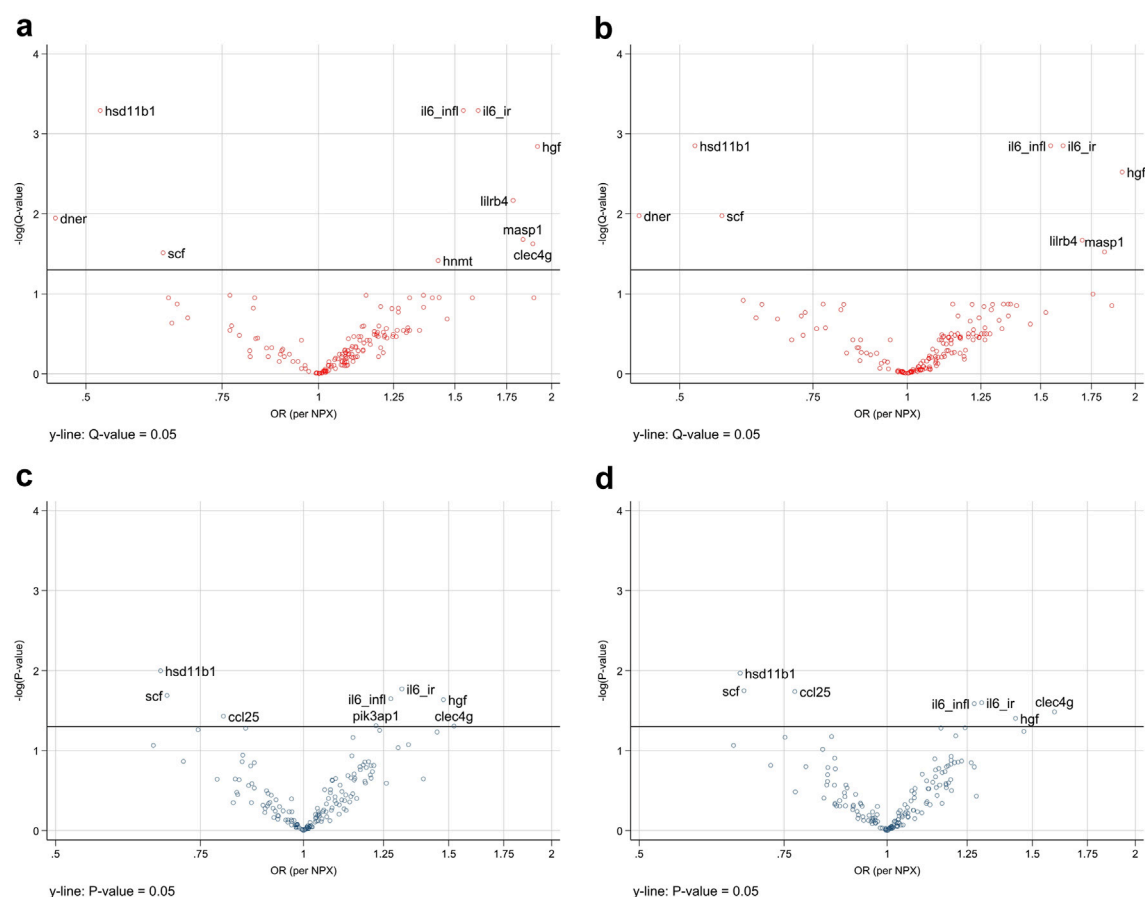 a
4
3
2
1
0
-log(Q-value)
hsd11b1
il6_infl
il6_ir
hgf
lilrb4
dner
masp1
scf
clec4g
hnmt
.5
.75
1
1.25
1.5
1.75
2
OR (per NPX)
y-line: Q-value = 0.05
b
4
3
2
1
0
-log(Q-value)
hsd11b1
il6_infl
il6_ir
hgf
dner
scf
lilrb4
masp1
.5
.75
1
1.25
1.5
1.75
2
OR (per NPX)
y-line: Q-value = 0.05
c
4
3
2
1
0
-log(P-value)
hsd11b1
scf
il6_ir
il6_infl
hgf
ccl25
pik3ap1
clec4g
.5
.75
1
1.25
1.5
1.75
2
OR (per NPX)
y-line: P-value = 0.05
d
4
3
2
1
0
-log(P-value)
hsd11b1
scf
ccl25
il6_infl
il6_ir
clec4g
hgf
.5
.75
1
1.25
1.5
1.75
2
OR (per NPX)
y-line: P-value = 0.05